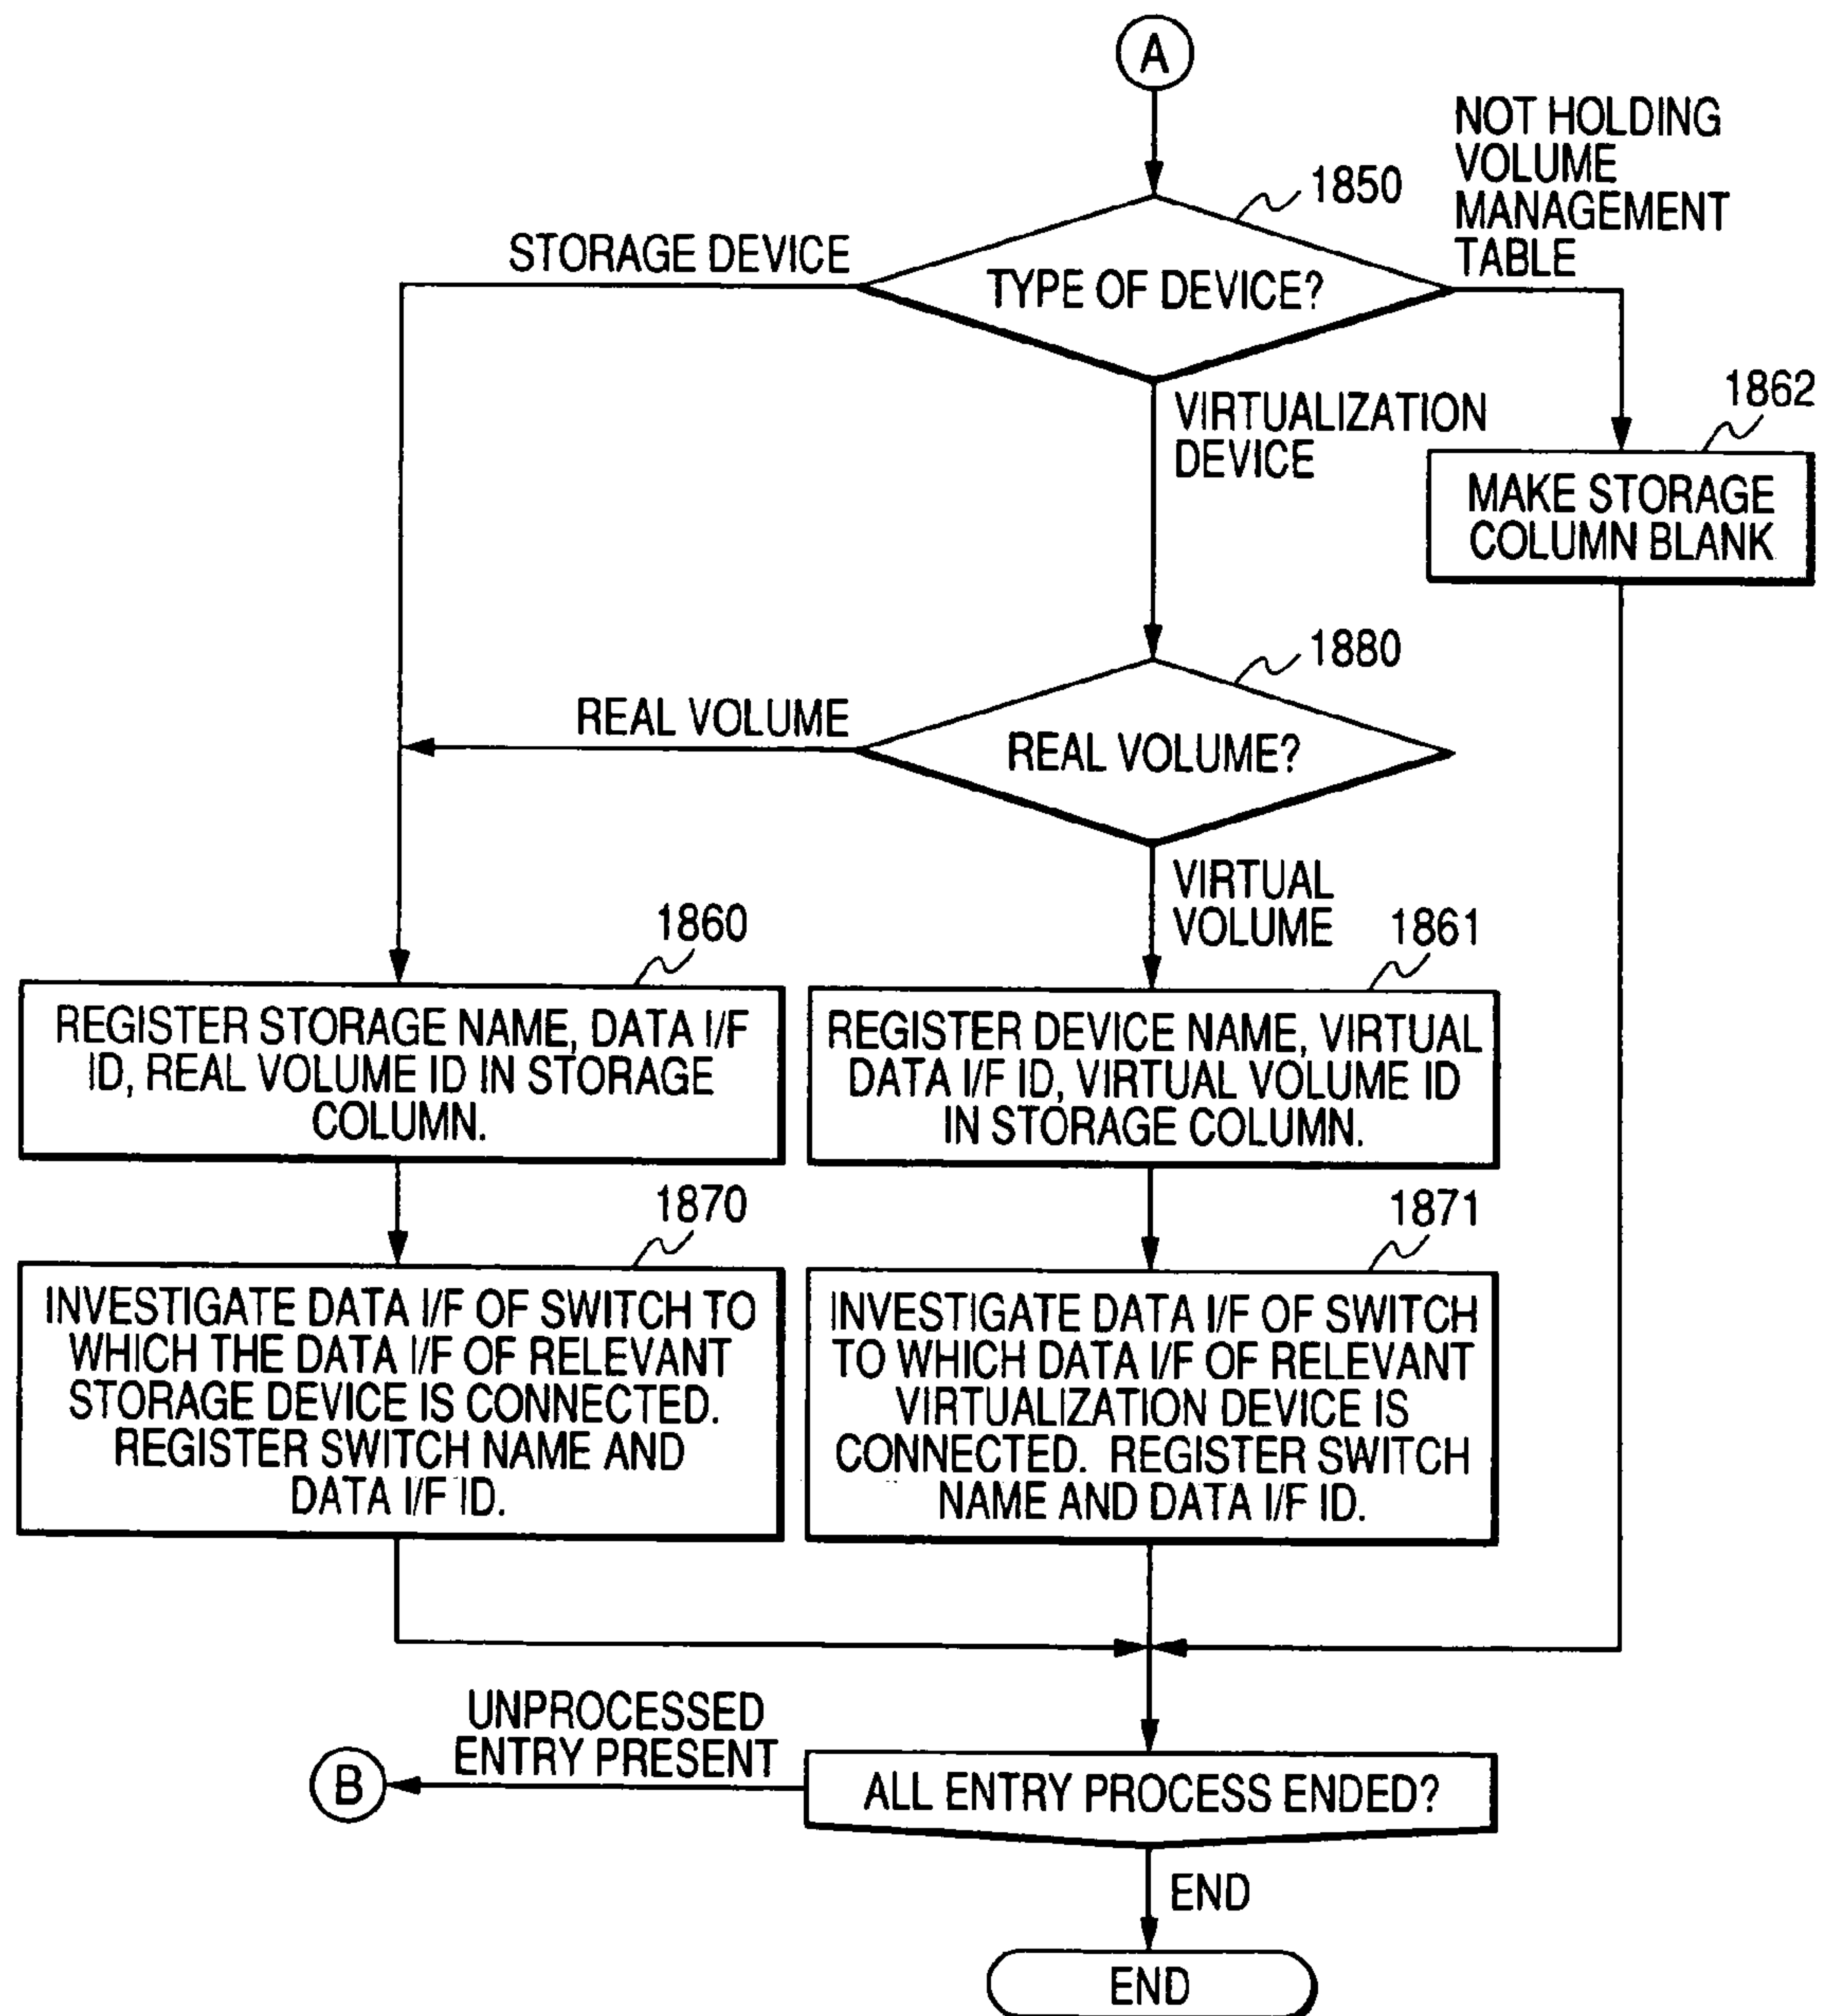 A
NOT HOLDING
VOLUME
MANAGEMENT
TABLE
1850
STORAGE DEVICE
TYPE OF DEVICE?
1862
VIRTUALIZATION
DEVICE
MAKE STORAGE
COLUMN BLANK
1880
REAL VOLUME
REAL VOLUME?
VIRTUAL
VOLUME
1860
1861
REGISTER STORAGE NAME, DATA I/F
ID, REAL VOLUME ID IN STORAGE
COLUMN.
REGISTER DEVICE NAME, VIRTUAL
DATA I/F ID, VIRTUAL VOLUME ID
IN STORAGE COLUMN.
1870
1871
INVESTIGATE DATA I/F OF SWITCH TO
WHICH THE DATA I/F OF RELEVANT
STORAGE DEVICE IS CONNECTED.
REGISTER SWITCH NAME AND
DATA I/F ID.
INVESTIGATE DATA I/F OF SWITCH
TO WHICH DATA I/F OF RELEVANT
VIRTUALIZATION DEVICE IS
CONNECTED. REGISTER SWITCH
NAME AND DATA I/F ID.
UNPROCESSED
ENTRY PRESENT
B
ALL ENTRY PROCESS ENDED?
END
END